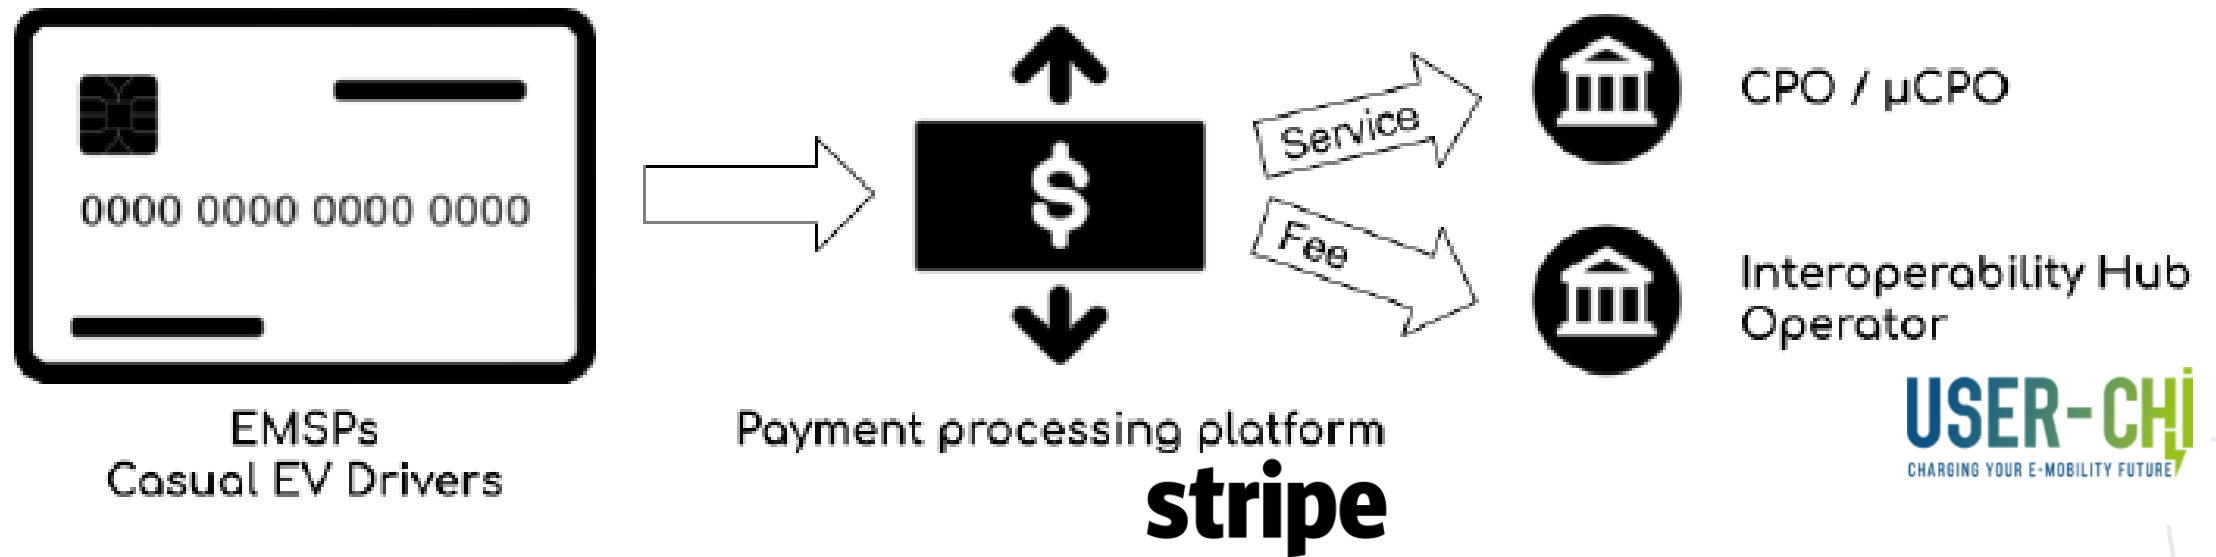 0000 0000 0000 0000
EMSPs
Casual EV Drivers
$
Payment processing platform
stripe
Service
Fee
CPO / µCPO
Interoperability Hub
Operator
USER-CHi
CHARGING YOUR E-MOBILITY FUTURE